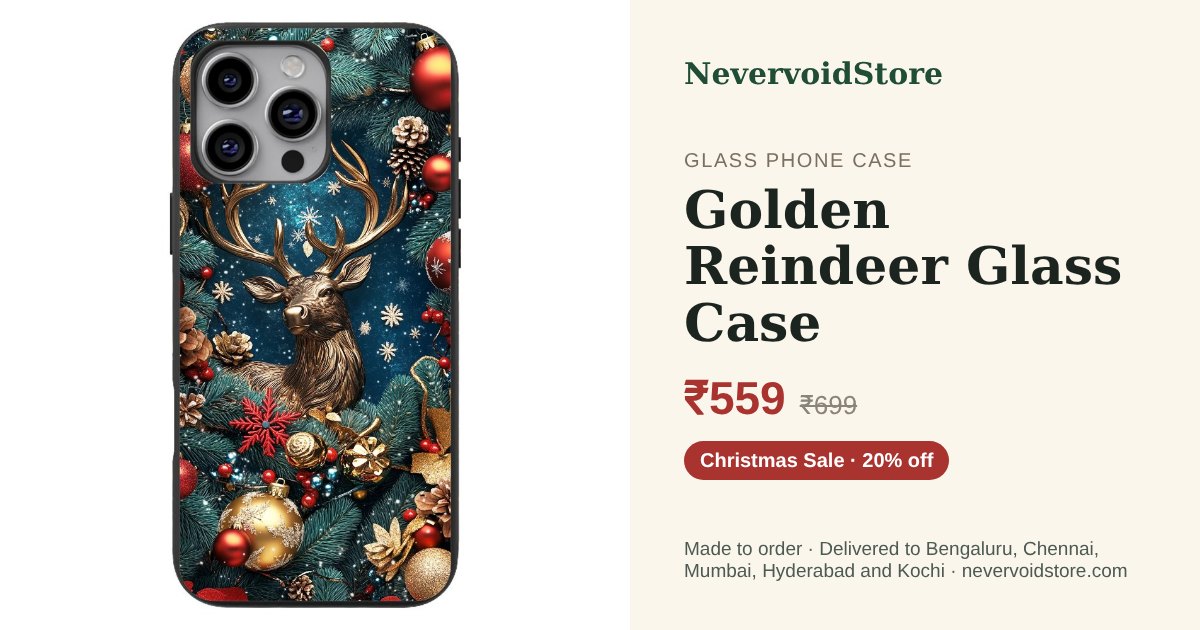 NevervoidStore
GLASS PHONE CASE
Golden
Reindeer Glass
Case
₹559 ₹699
Christmas Sale · 20% off
Made to order · Delivered to Bengaluru, Chennai,
Mumbai, Hyderabad and Kochi · nevervoidstore.com